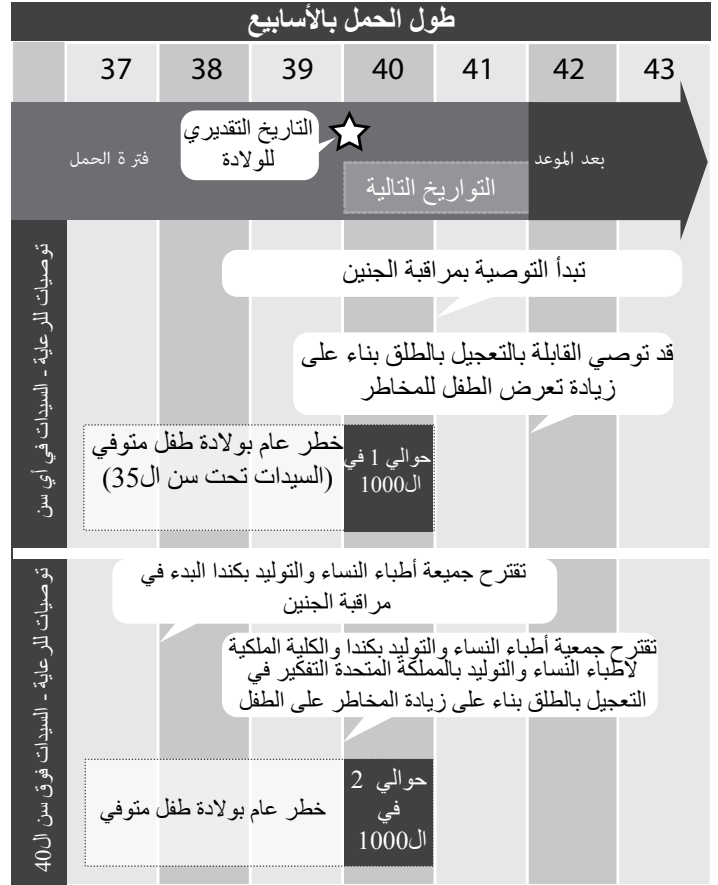 طول الحمل بالأسابيع
37 38 39 40 41 42 43
التاريخ التقديري
للولادة
فتر ة الحمل
بعد الموعد
التواريخ التالية
توصيات للرعاية - السيدات في أي سن
تبدأ التوصية بمراقبة الجنين
قد توصي القابلة بالتعجيل بالطلق بناء على
زيادة تعرض الطفل للمخاطر
خطر عام بولادة طفل متوفي
(السيدات تحت سن ال35)
حوالي 1 في
ال1000
توصيات للرعاية - السيدات فوق سن ال40
تقترح جميعة أطباء النساء والتوليد بكندا البدء في
مراقبة الجنين
تقترح جمعية أطباء النساء والتوليد بكندا والكلية الملكية
لاطباء النساء والتوليد بالمملكة المتحدة التفكير في
التعجيل بالطلق بناء على زيادة المخاطر على الطفل
خطر عام بولادة طفل متوفي
حوالي 2
في
ال1000